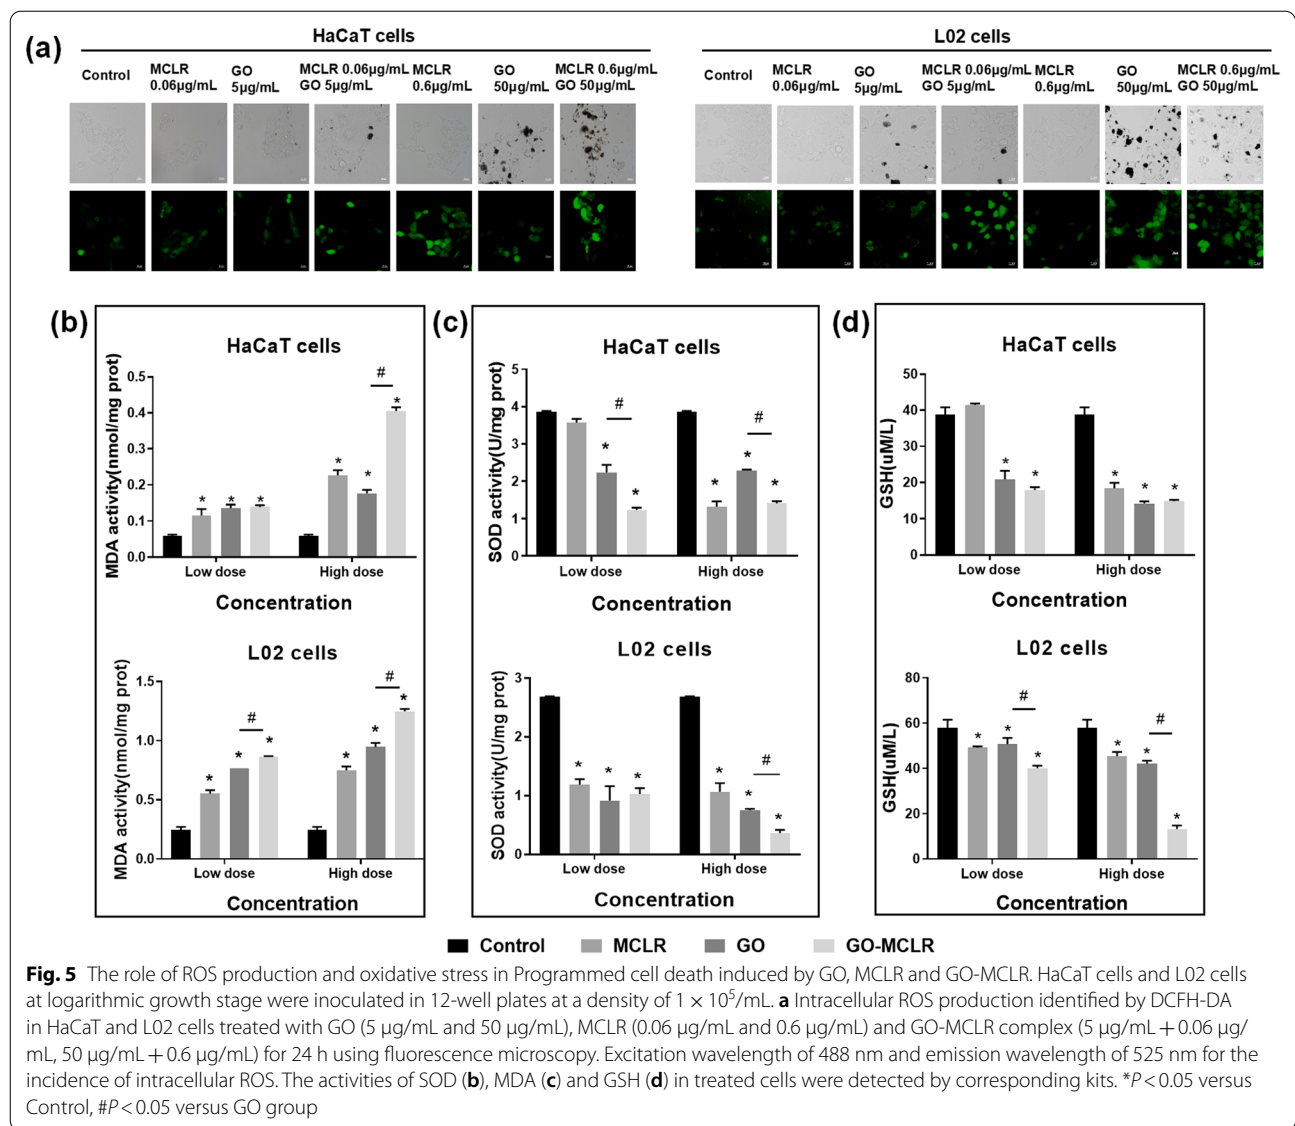 (a)
HaCaT cells
Control
MCLR 0.06μg/mL
GO 5μg/mL
MCLR 0.06μg/mL GO 5μg/mL
MCLR 0.6μg/mL
GO 50μg/mL
MCLR 0.6μg/mL GO 50μg/mL
L02 cells
Control
MCLR 0.06μg/mL
GO 5μg/mL
MCLR 0.06μg/mL GO 5μg/mL
MCLR 0.6μg/mL
GO 50μg/mL
MCLR 0.6μg/mL GO 50μg/mL
(b)
HaCaT cells
MDA activity(nmol/mg prot)
0.5
0.4
0.3
0.2
0.1
0.0
* * *
* * *
#
Low dose
High dose
Concentration
L02 cells
MDA activity(nmol/mg prot)
1.5
1.0
0.5
0.0
* * *
#
* * *
#
Low dose
High dose
Concentration
(c)
HaCaT cells
SOD activity(U/mg prot)
5
4
3
2
1
0
* *
#
* * *
#
Low dose
High dose
Concentration
L02 cells
SOD activity(U/mg prot)
3
2
1
0
* * *
* * *
#
Low dose
High dose
Concentration
(d)
HaCaT cells
GSH(uM/L)
50
40
30
20
10
0
* *
* * *
Low dose
High dose
Concentration
L02 cells
GSH(uM/L)
80
60
40
20
0
* * *
#
* * *
#
Low dose
High dose
Concentration
Control MCLR GO GO-MCLR
Fig. 5 The role of ROS production and oxidative stress in Programmed cell death induced by GO, MCLR and GO-MCLR. HaCaT cells and L02 cells
at logarithmic growth stage were inoculated in 12-well plates at a density of 1 × 10⁵/mL. a Intracellular ROS production identified by DCFH-DA
in HaCaT and L02 cells treated with GO (5 μg/mL and 50 μg/mL), MCLR (0.06 μg/mL and 0.6 μg/mL) and GO-MCLR complex (5 μg/mL + 0.06 μg/
mL, 50 μg/mL + 0.6 μg/mL) for 24 h using fluorescence microscopy. Excitation wavelength of 488 nm and emission wavelength of 525 nm for the
incidence of intracellular ROS. The activities of SOD (b), MDA (c) and GSH (d) in treated cells were detected by corresponding kits. *P < 0.05 versus
Control, #P < 0.05 versus GO group